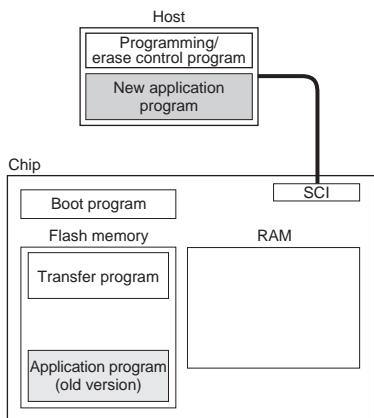 Host
Programming/
erase control program
New application
program
Chip
SCI
Boot program
Flash memory
RAM
Transfer program
Application program
(old version)